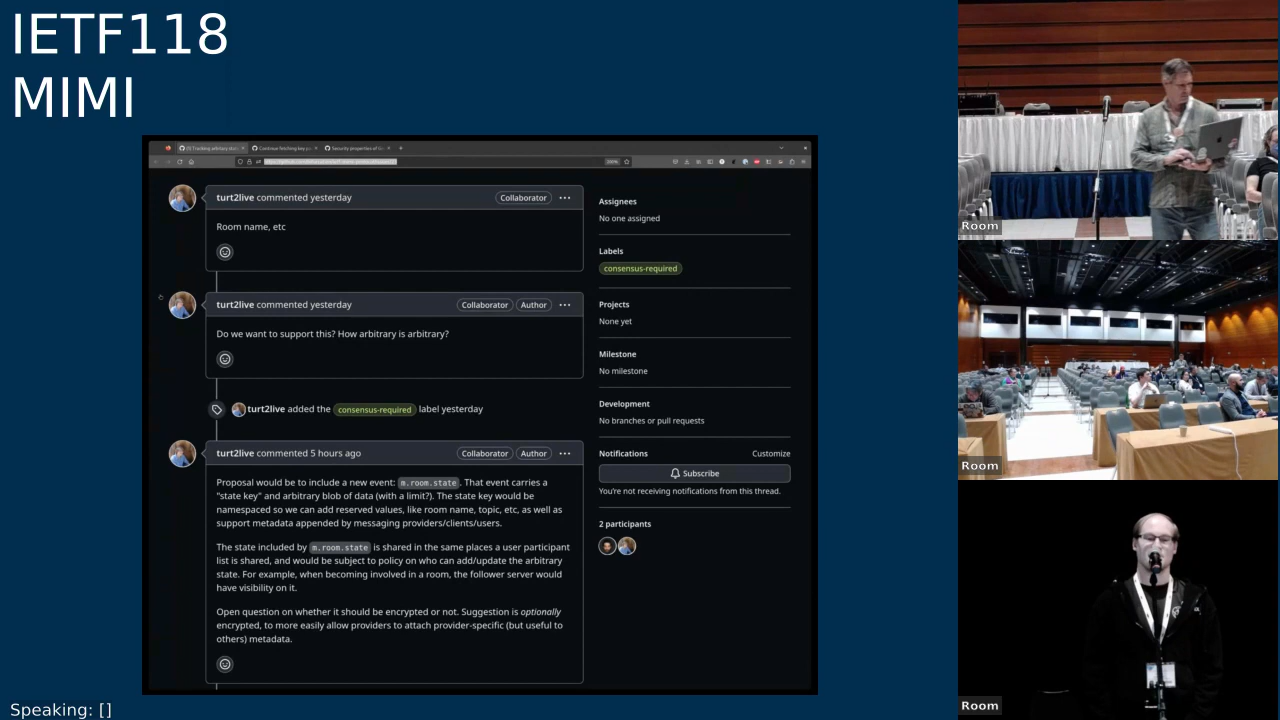 IETF118
MIMI
Continue fetching key p
Security properties of
200%
turt2live commented yesterday
Collaborator
Room name, etc
turt2live commented yesterday
Collaborator
Author
Do we want to support this? How arbitrary is arbitrary?
turt2live added the consensus-required label yesterday
turt2live commented 5 hours ago
Collaborator
Author
Proposal would be to include a new event: m.room.state. That event carries a
"state key" and arbitrary blob of data (with a limit?). The state key would be
namespaced so we can add reserved values, like room name, topic, etc, as well as
support metadata appended by messaging providers/clients/users.
The state included by m.room.state is shared in the same places a user participant
list is shared, and would be subject to policy on who can add/update the arbitrary
state. For example, when becoming involved in a room, the follower server would
have visibility on it.
Open question on whether it should be encrypted or not. Suggestion is optionally
encrypted, to more easily allow providers to attach provider-specific (but useful to
others) metadata.
Assignees
No one assigned
Labels
consensus-required
Projects
None yet
Milestone
No milestone
Development
No branches or pull requests
Notifications
Customize
Subscribe
You're not receiving notifications from this thread.
2 participants
Room
Room
Room
Speaking: []